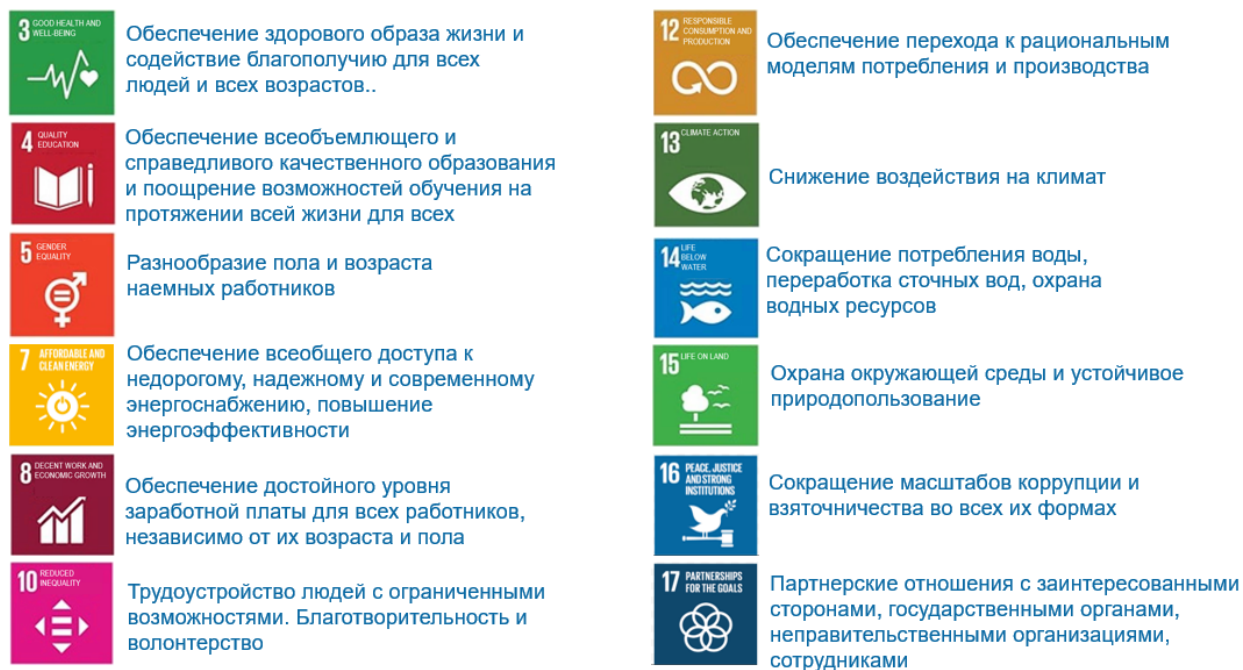 3 GOOD HEALTH AND
WELL-BEING
Обеспечение здорового образа жизни и
содействие благополучию для всех
людей и всех возрастов..
4 QUALITY
EDUCATION
Обеспечение всеобъемлющего и
справедливого качественного образования
и поощрение возможностей обучения на
протяжении всей жизни для всех
5 GENDER
EQUALITY
Разнообразие пола и возраста
наемных работников
7 AFFORDABLE AND
CLEAN ENERGY
Обеспечение всеобщего доступа к
недорогому, надежному и современному
энергоснабжению, повышение
энергоэффективности
8 DECENT WORK AND
ECONOMIC GROWTH
Обеспечение достойного уровня
заработной платы для всех работников,
независимо от их возраста и пола
10 REDUCED
INEQUALITY
Трудоустройство людей с ограниченными
возможностями. Благотворительность и
волонтерство
12 RESPONSIBLE
CONSUMPTION AND
PRODUCTION
Обеспечение перехода к рациональным
моделям потребления и производства
13 CLIMATE ACTION
Снижение воздействия на климат
14 LIFE
BELOW
WATER
Сокращение потребления воды,
переработка сточных вод, охрана
водных ресурсов
15 LIFE ON LAND
Охрана окружающей среды и устойчивое
природопользование
16 PEACE, JUSTICE
AND STRONG
INSTITUTIONS
Сокращение масштабов коррупции и
взяточничества во всех их формах
17 PARTNERSHIPS
FOR THE GOALS
Партнерские отношения с заинтересованными
сторонами, государственными органами,
неправительственными организациями,
сотрудниками